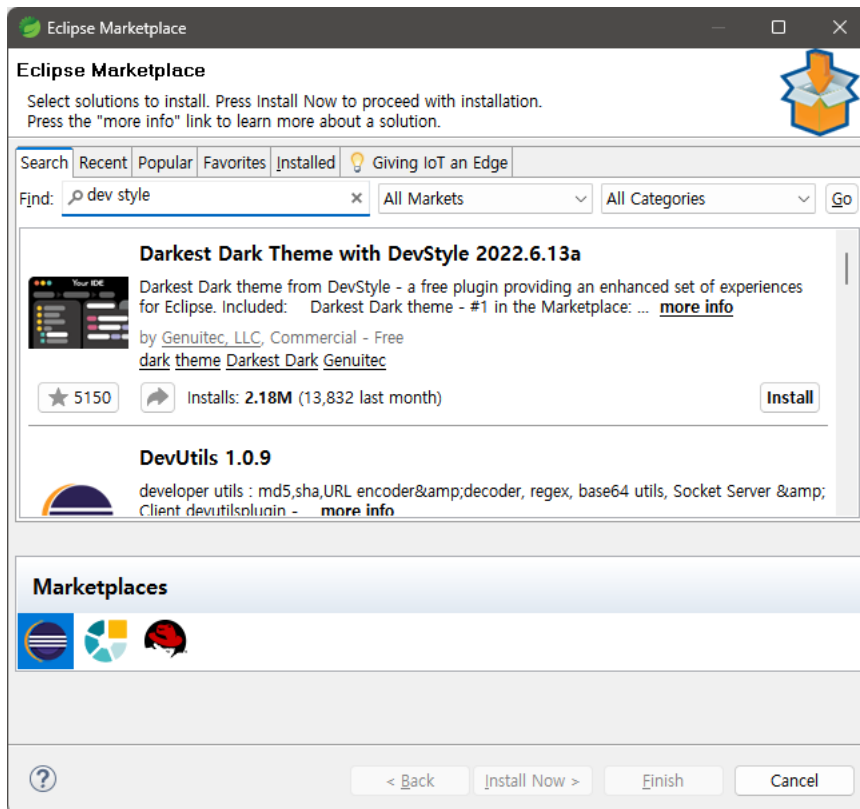 Eclipse Marketplace
Eclipse Marketplace
Select solutions to install. Press Install Now to proceed with installation.
Press the "more info" link to learn more about a solution.
Search Recent Popular Favorites Installed Giving IoT an Edge
Find: dev style All Markets All Categories Go
Darkest Dark Theme with DevStyle 2022.6.13a
Your IDE
Darkest Dark theme from DevStyle - a free plugin providing an enhanced set of experiences
for Eclipse. Included: Darkest Dark theme - #1 in the Marketplace: ... more info
by Genuitec, LLC, Commercial - Free
dark theme Darkest Dark Genuitec
5150 Installs: 2.18M (13,832 last month) Install
DevUtils 1.0.9
developer utils : md5,sha,URL encoder&amp;decoder, regex, base64 utils, Socket Server &amp;
Client devutilsplugin - ... more info
Marketplaces
? < Back Install Now > Finish Cancel